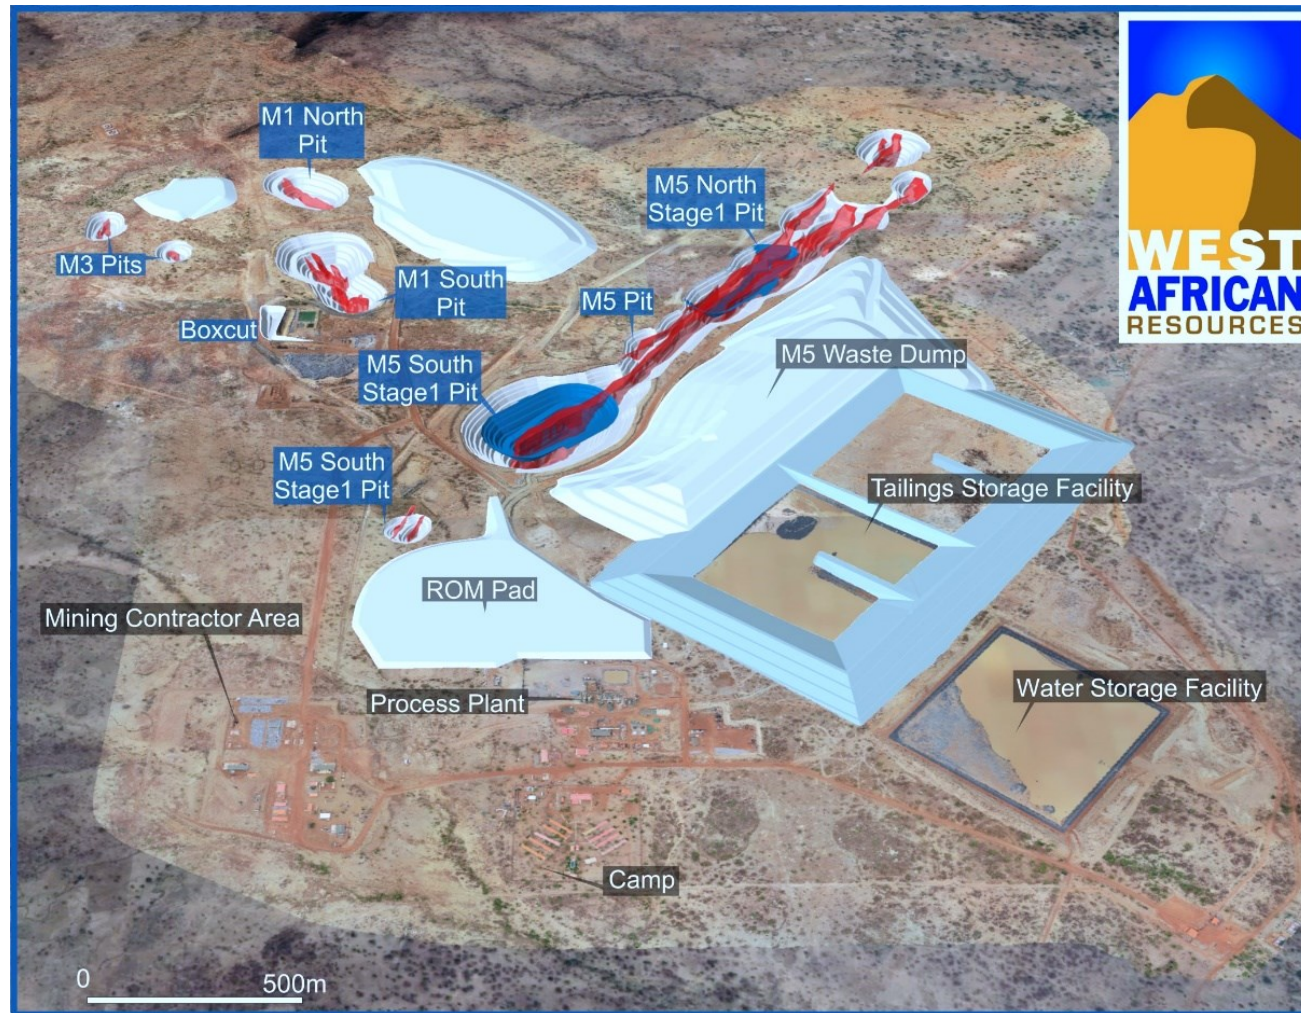 M1 North
Pit
M5 North
Stage1 Pit
WEST
AFRICAN
RESOURCES
M3 Pits
M1 South
Pit
M5 Pit
Boxcut
M5 South
Stage1 Pit
M5 Waste Dump
M5 South
Stage1 Pit
Tailings Storage Facility
ROM Pad
Mining Contractor Area
Process Plant
Water Storage Facility
Camp
0 500m